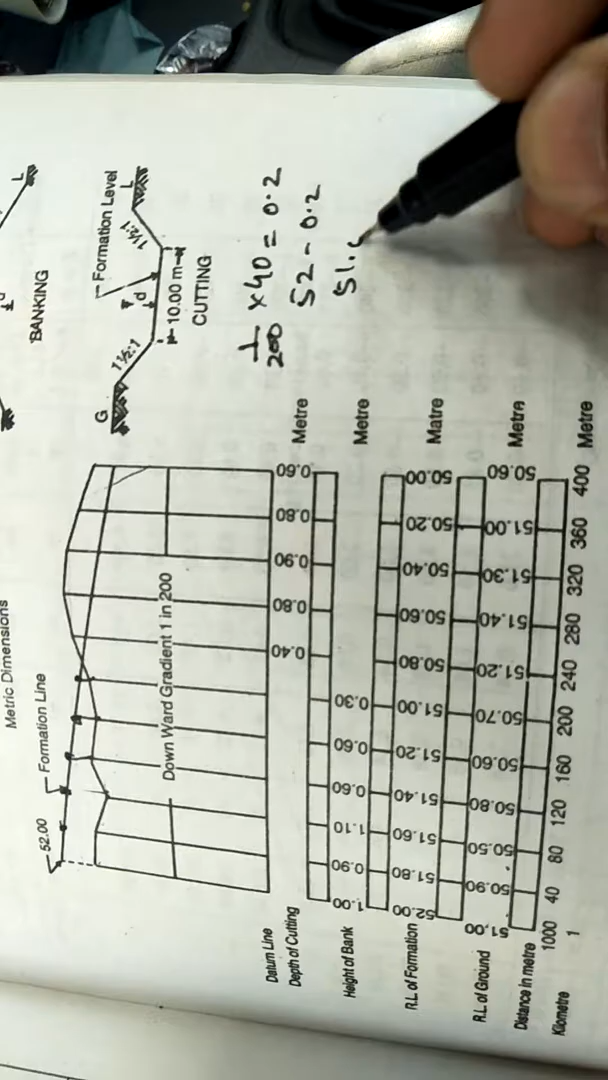 BANKING
L
Formation Level
L
G
1½:1
1½:1
d
10.00 m
CUTTING
1/200 × 40 = 0.2
52 - 0.2
51.
Metric Dimensions
52.00
Formation Line
Down Ward Gradient 1 in 200
Datum Line
Depth of Cutting 0.40 0.80 0.90 0.80 0.60 Metre
Height of Bank 1.00 0.90 1.10 0.60 0.60 0.30 Metre
R.L. of Formation 52.00 51.80 51.60 51.40 51.20 51.00 50.80 50.60 50.40 50.20 50.00 Matre
R.L. of Ground 51,00 50.90 50.50 50.80 50.60 50.70 51.20 51.40 51.30 51.00 50.60 Metre
Distance in metre 1000 40 80 120 160 200 240 280 320 360 400 Metre
Kilometre 1